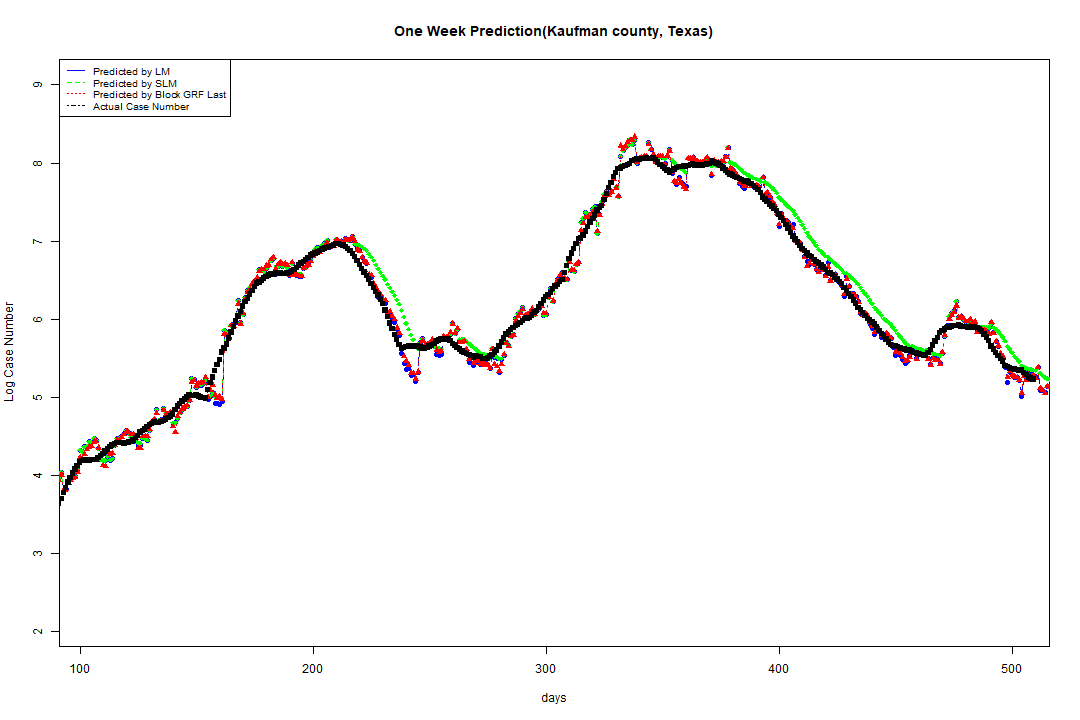 One Week Prediction(Kaufman county, Texas)
Predicted by LM
Predicted by SLM
Predicted by Block GRF Last
Actual Case Number
9
8
7
6
5
4
3
2
Log Case Number
100 200 300 400 500
days